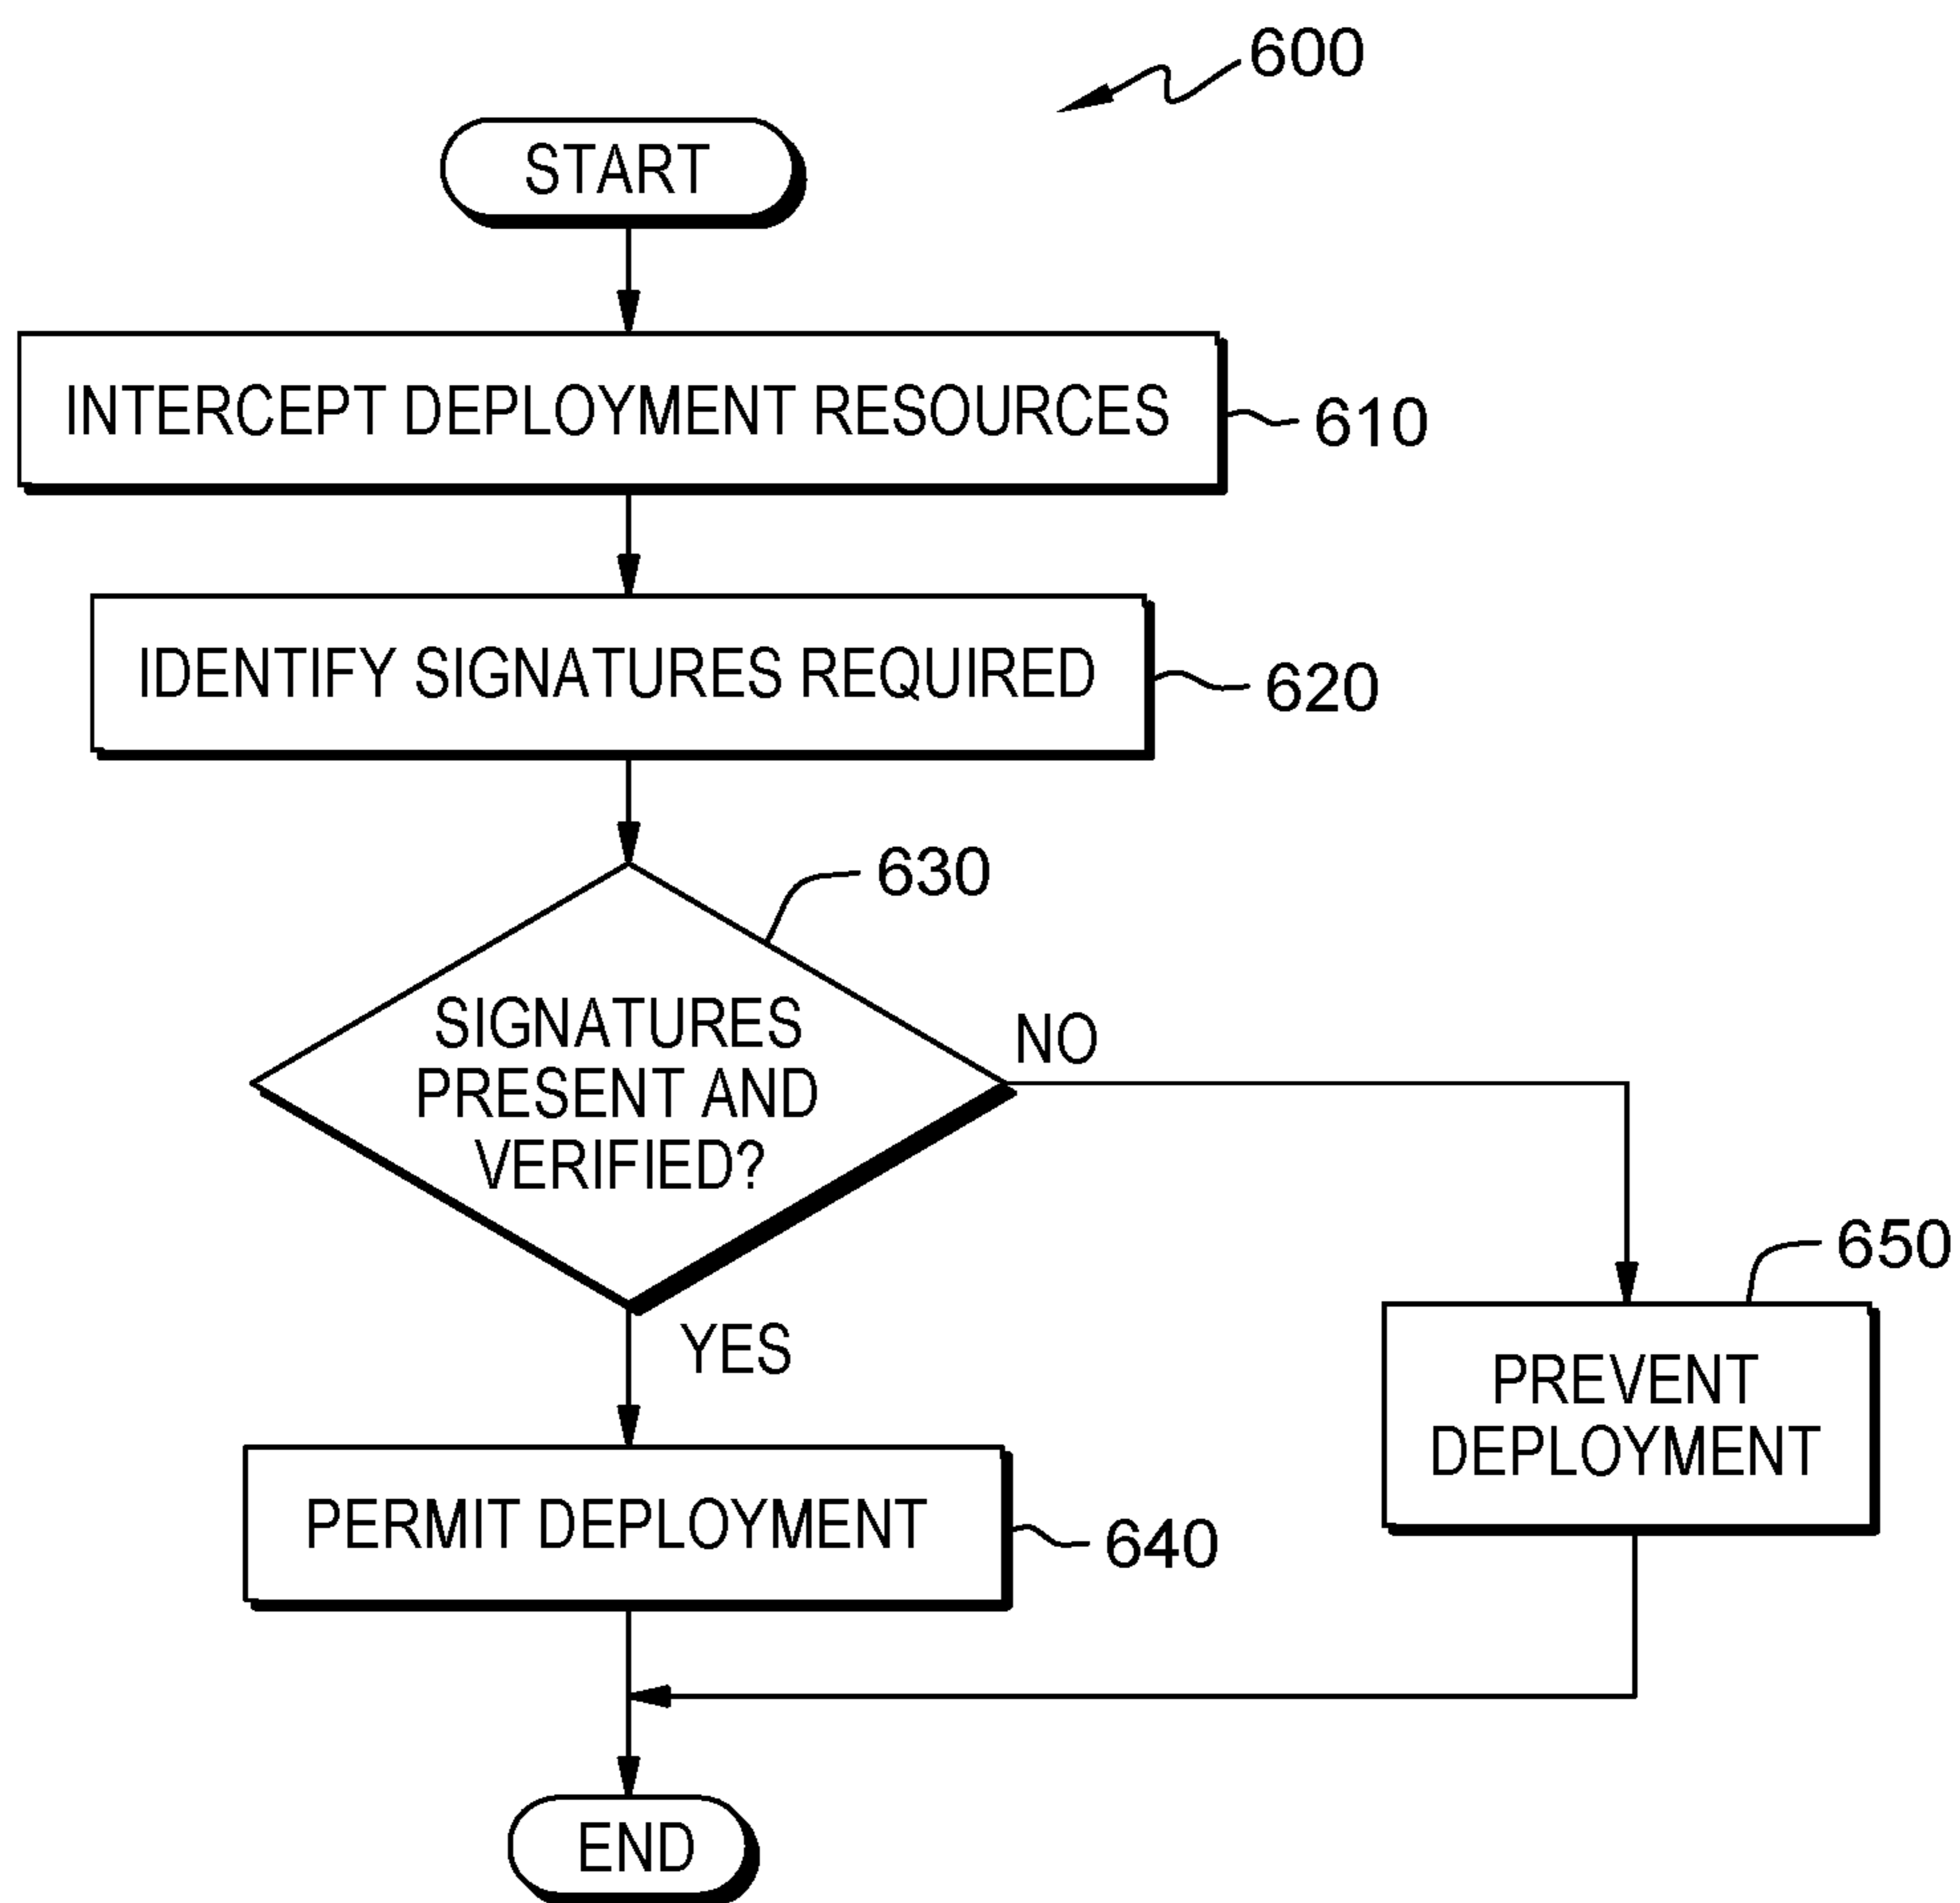 600
START
INTERCEPT DEPLOYMENT RESOURCES
610
IDENTIFY SIGNATURES REQUIRED
620
630
SIGNATURES
PRESENT AND
VERIFIED?
NO
YES
650
PREVENT
DEPLOYMENT
PERMIT DEPLOYMENT
640
END